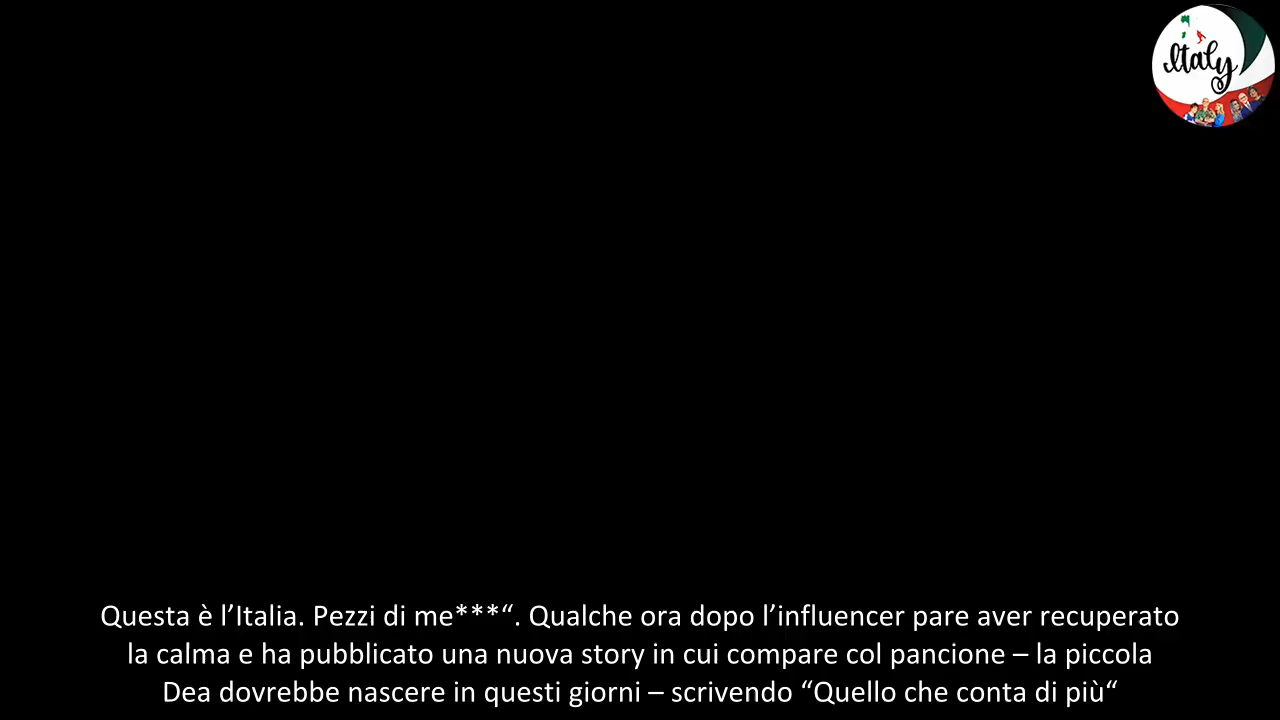 Italy
Questa è l’Italia. Pezzi di me***“. Qualche ora dopo l’influencer pare aver recuperato
la calma e ha pubblicato una nuova story in cui compare col pancione – la piccola
Dea dovrebbe nascere in questi giorni – scrivendo “Quello che conta di più“